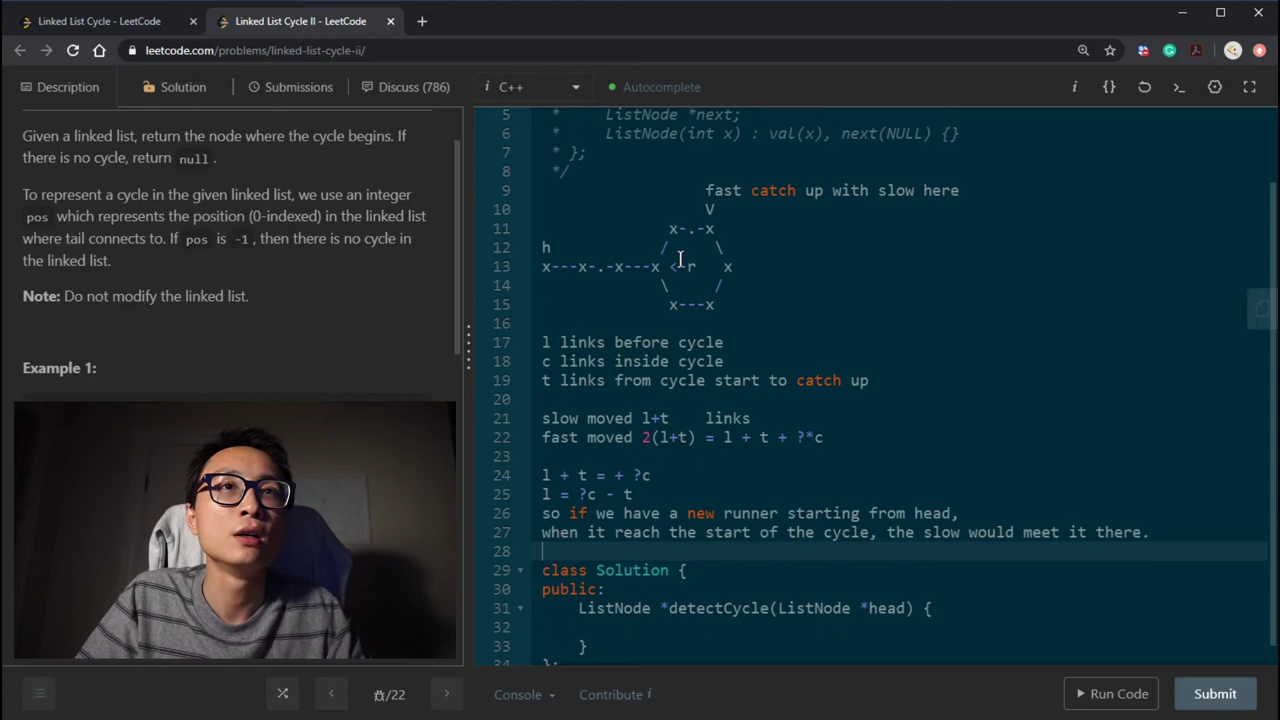 Linked List Cycle - LeetCode
Linked List Cycle II - LeetCode
leetcode.com/problems/linked-list-cycle-ii/
Description
Solution
Submissions
Discuss (786)
i C++
Autocomplete
Given a linked list, return the node where the cycle begins. If
there is no cycle, return null.
To represent a cycle in the given linked list, we use an integer
pos which represents the position (0-indexed) in the linked list
where tail connects to. If pos is -1, then there is no cycle in
the linked list.
Note: Do not modify the linked list.
Example 1:
5 *     ListNode *next;
6 *     ListNode(int x) : val(x), next(NULL) {}
7 * };
8 */
9 fast catch up with slow here
10 V
11 x-.-x
12 h / \
13 x---x-.-x---x <-r x
14 \ /
15 x---x
16
17 l links before cycle
18 c links inside cycle
19 t links from cycle start to catch up
20
21 slow moved l+t    links
22 fast moved 2(l+t) = l + t + ?*c
23
24 l + t = + ?c
25 l = ?c - t
26 so if we have a new runner starting from head,
27 when it reach the start of the cycle, the slow would meet it there.
28
29 class Solution {
30 public:
31     ListNode *detectCycle(ListNode *head) {
32
33     }
34 };
/22
Console
Contribute i
Run Code
Submit